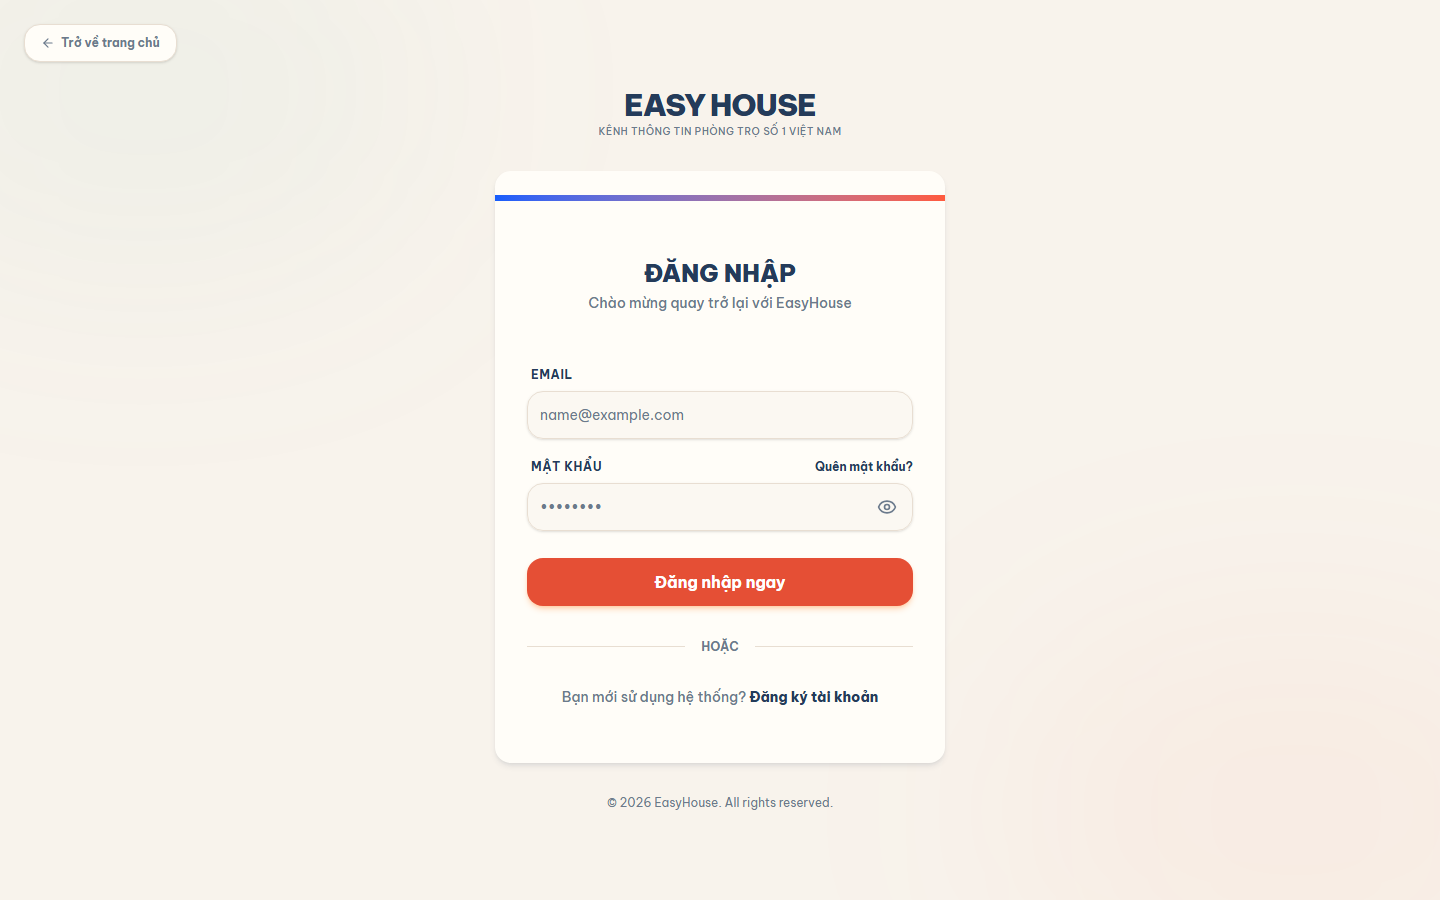 Trở về trang chủ
EASY HOUSE
KÊNH THÔNG TIN PHÒNG TRỌ SỐ 1 VIỆT NAM
ĐĂNG NHẬP
Chào mừng quay trở lại với EasyHouse
EMAIL
name@example.com
MẬT KHẨU
Quên mật khẩu?
••••••••
Đăng nhập ngay
HOẶC
Bạn mới sử dụng hệ thống? Đăng ký tài khoản
© 2026 EasyHouse. All rights reserved.